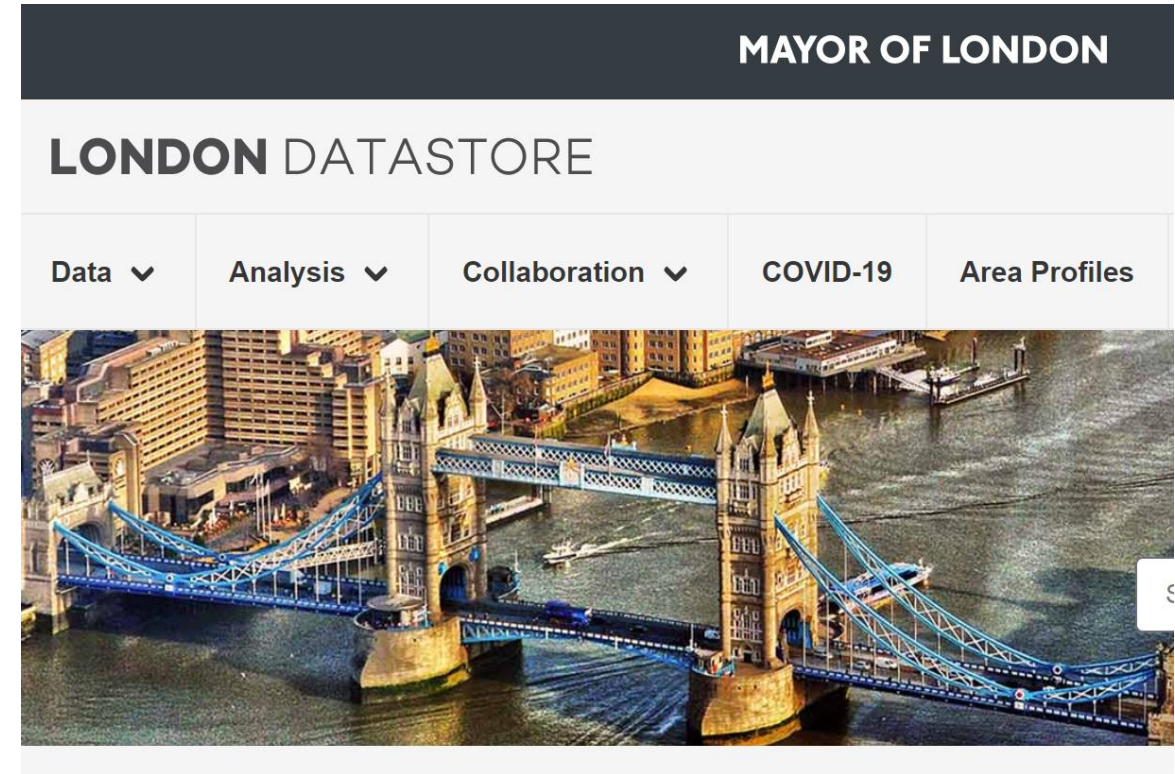 MAYOR OF LONDON
LONDON DATASTORE
Data Analysis Collaboration COVID-19 Area Profiles